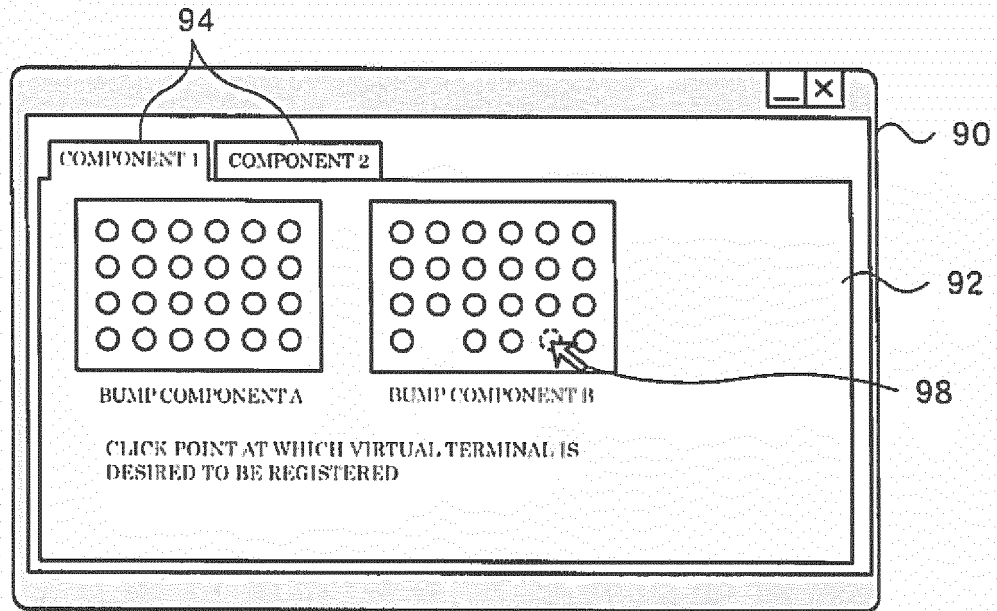 94
90
COMPONENT 1
COMPONENT 2
92
98
BUMP COMPONENT A
BUMP COMPONENT B
CLICK POINT AT WHICH VIRTUAL TERMINAL IS
DESIRED TO BE REGISTERED